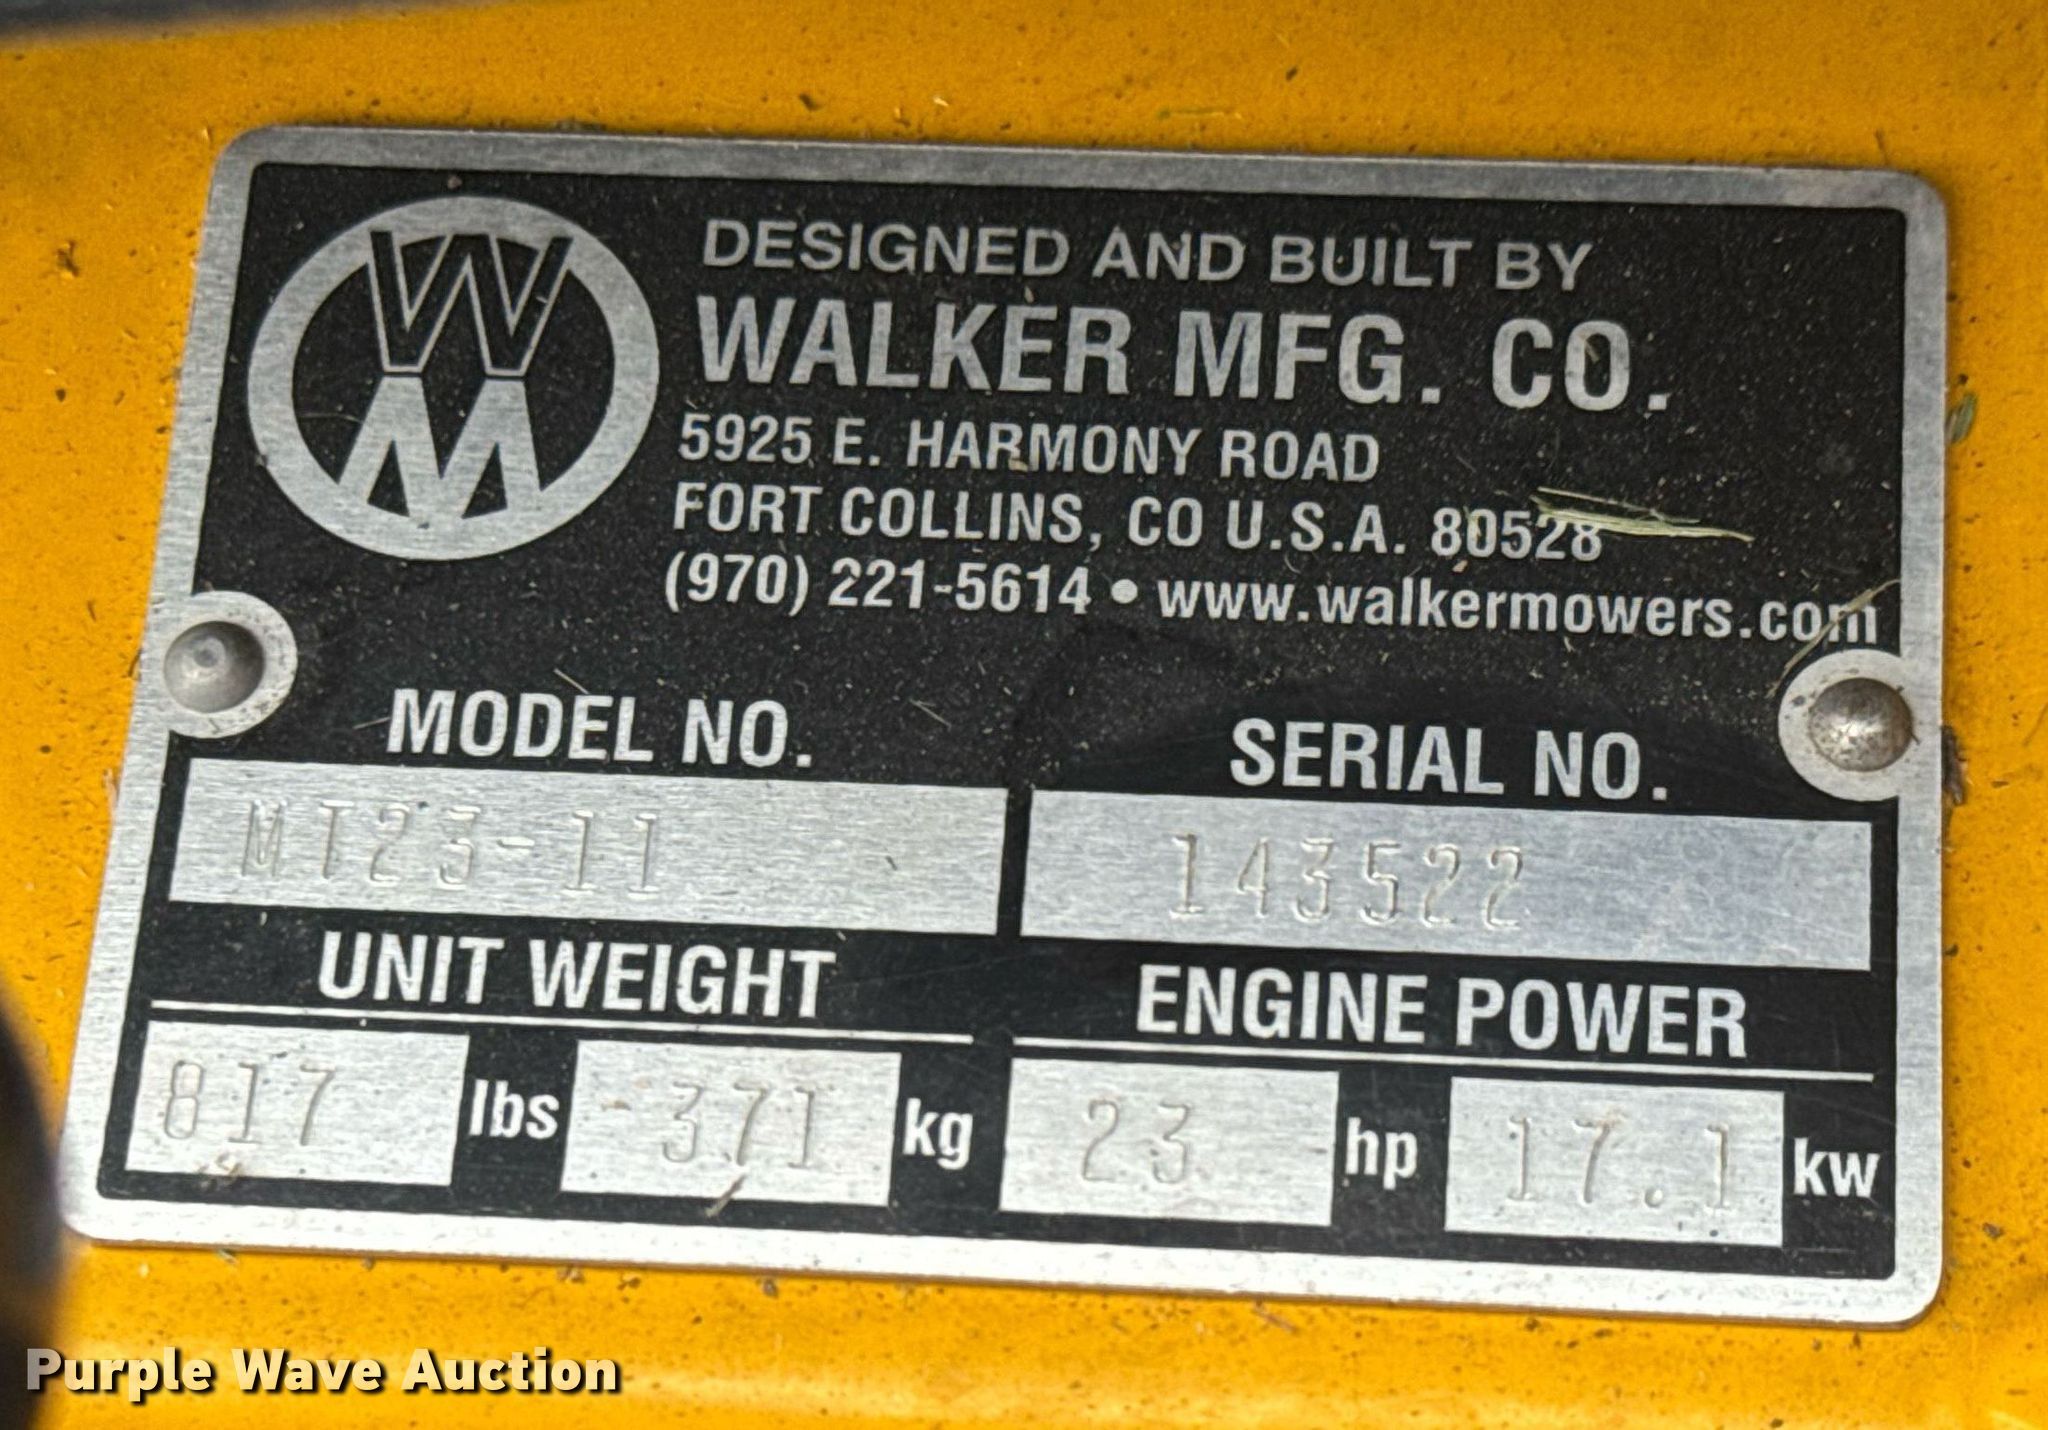 WM
DESIGNED AND BUILT BY
WALKER MFG. CO.
5925 E. HARMONY ROAD
FORT COLLINS, CO U.S.A. 80528
(970) 221-5614 • www.walkermowers.com
MODEL NO. SERIAL NO.
MT23-11 143522
UNIT WEIGHT ENGINE POWER
817 lbs 371 kg 23 hp 17.1 kw
Purple Wave Auction